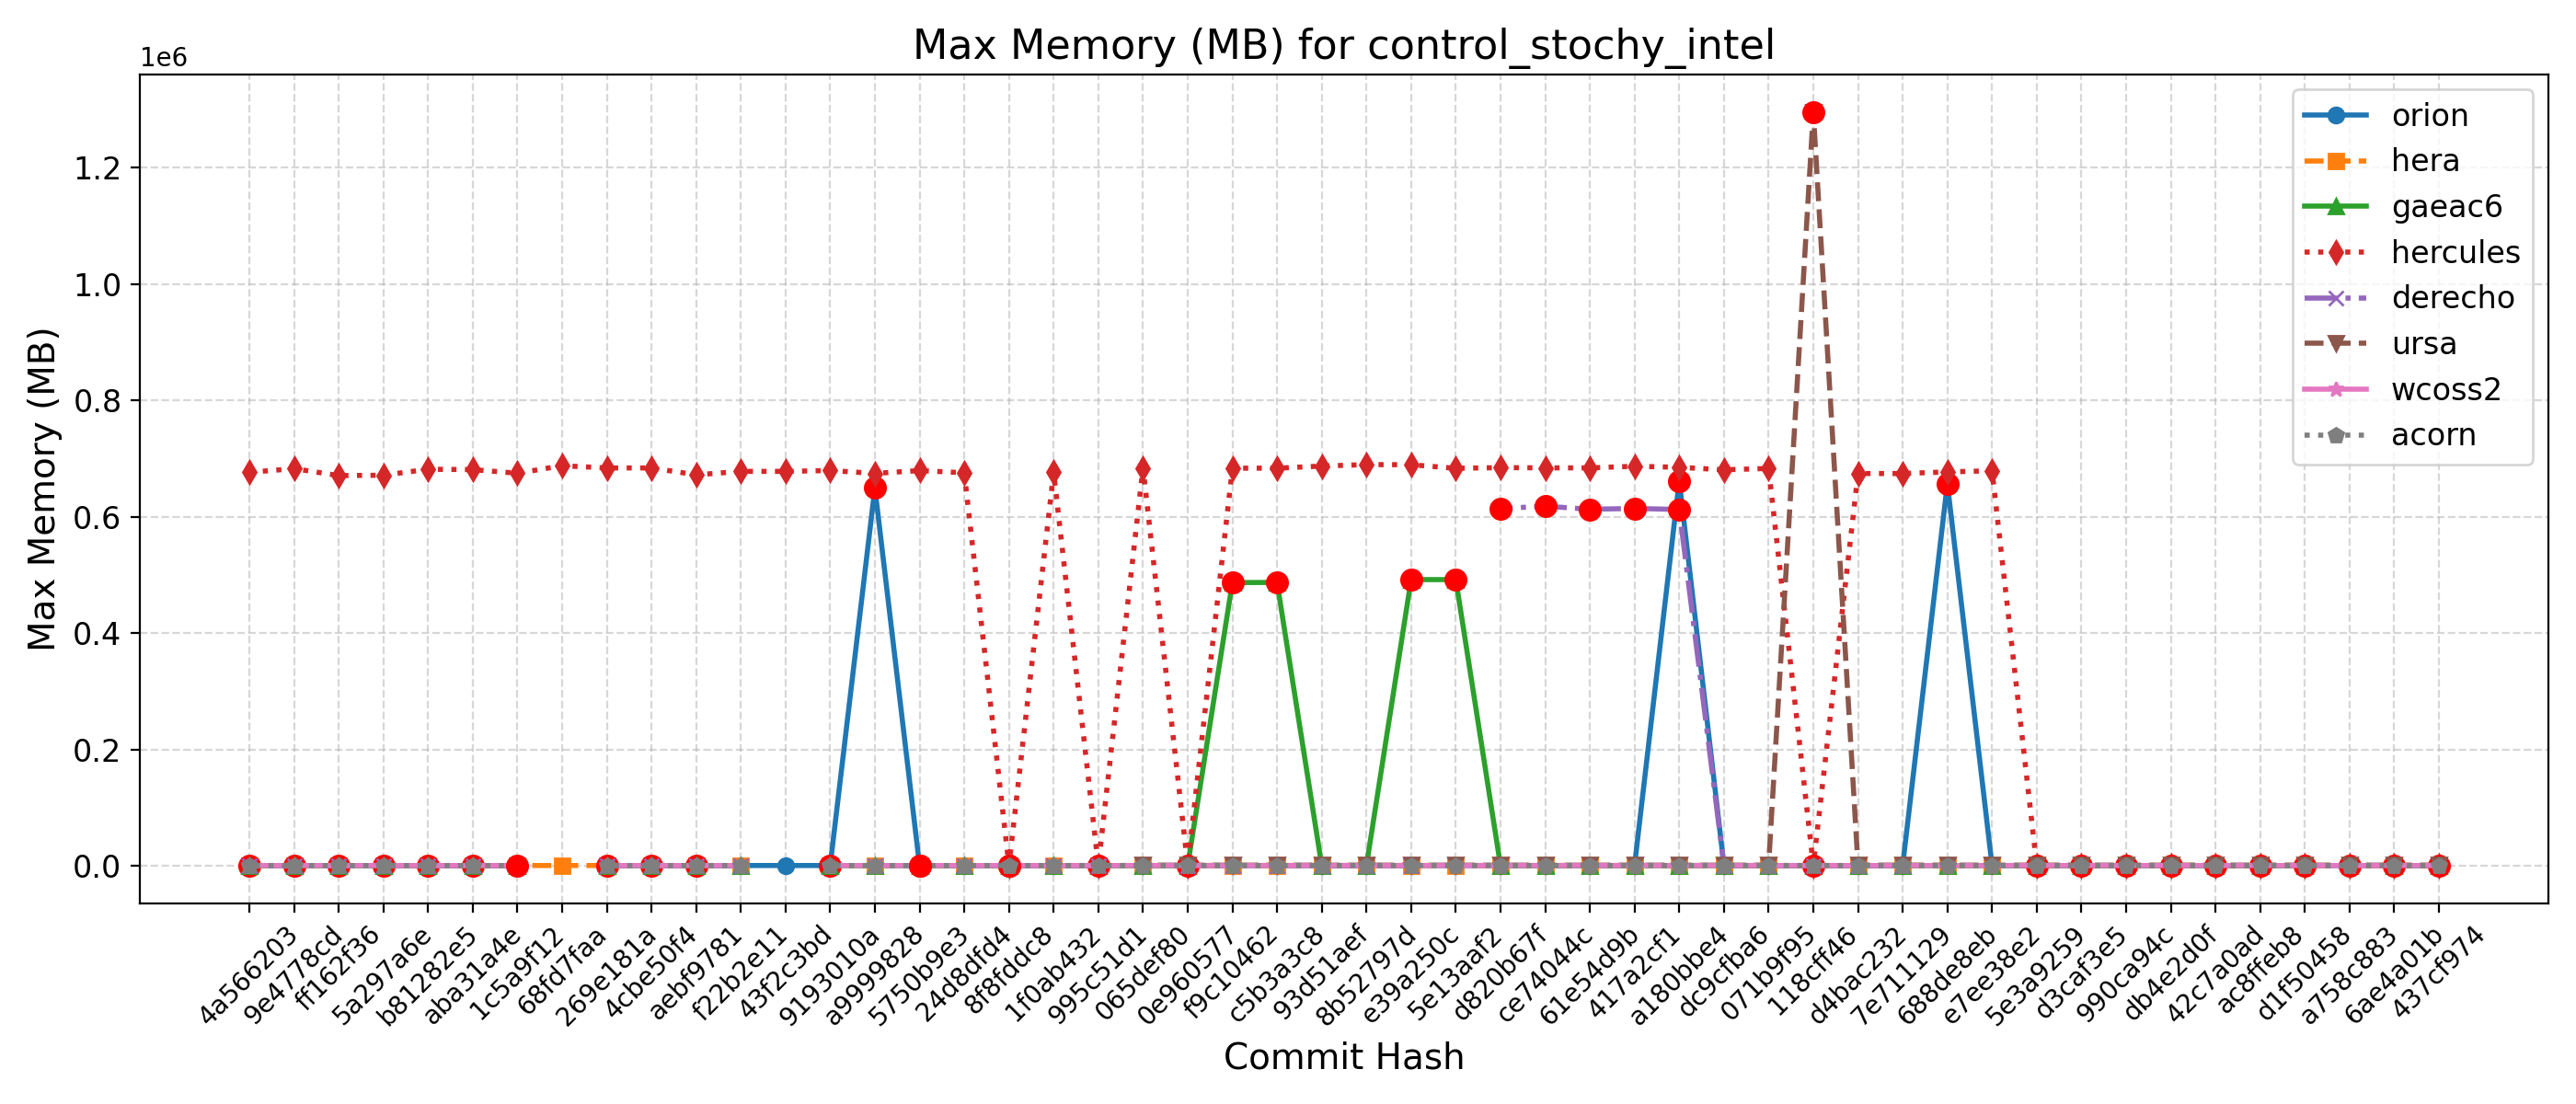 Max Memory (MB) for control_stochy_intel
1e6
1.2
1.0
0.8
0.6
0.4
0.2
0.0
Max Memory (MB)
orion
hera
gaeac6
hercules
derecho
ursa
wcoss2
acorn
4a566203
9e4778cd
ff162f36
5a297a6e
b81282e5
aba31a4e
1c5a9f12
68fd7faa
269e181a
4cbe50f4
aebf9781
f22b2e11
43f2c3bd
9193010a
a9999828
5750b9e3
24d8dfd4
8f8fddc8
1f0ab432
995c51d1
065def80
0e960577
f9c10462
c5b3a3c8
93d51aef
8b52797d
e39a250c
5e13aaf2
d820b67f
ce74044c
61e54d9b
417a2cf1
a180bbe4
dc9cfba6
071b9f95
118cff46
d4bac232
7e711129
688de8eb
e7ee38e2
5e3a9259
d3caf3e5
990ca94c
db4e2d0f
42c7a0ad
ac8ffeb8
d1f50458
a758c883
6ae4a01b
437cf974
Commit Hash